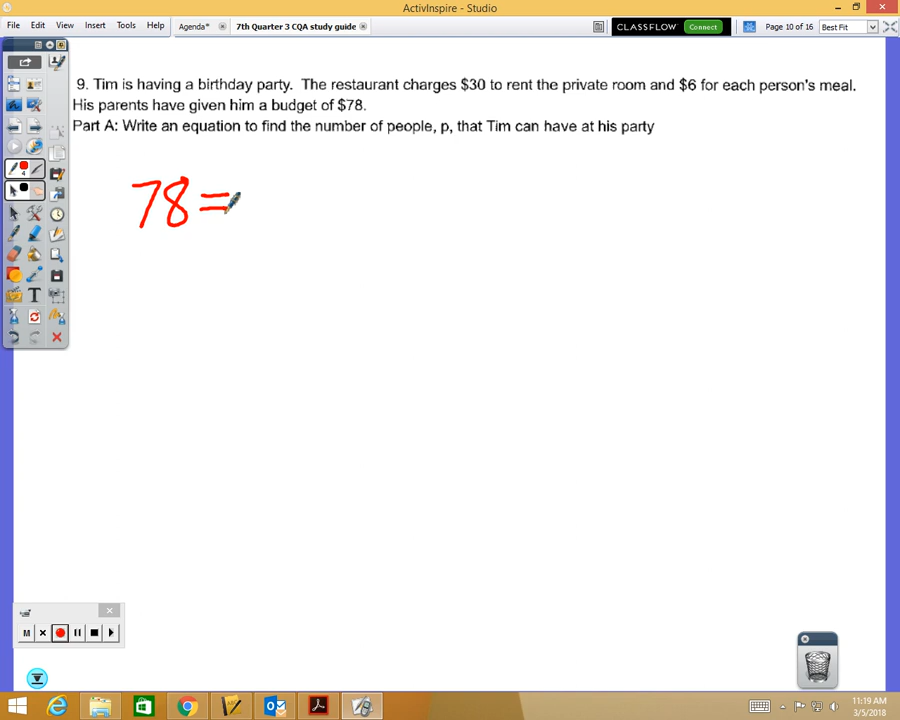 ActivInspire - Studio
File Edit View Insert Tools Help
Agenda*
7th Quarter 3 CQA study guide
CLASSFLOW Connect
Page 10 of 16
Best Fit
9. Tim is having a birthday party. The restaurant charges $30 to rent the private room and $6 for each person's meal.
His parents have given him a budget of $78.
Part A: Write an equation to find the number of people, p, that Tim can have at his party
78=
4
T
M
11:19 AM
3/5/2018